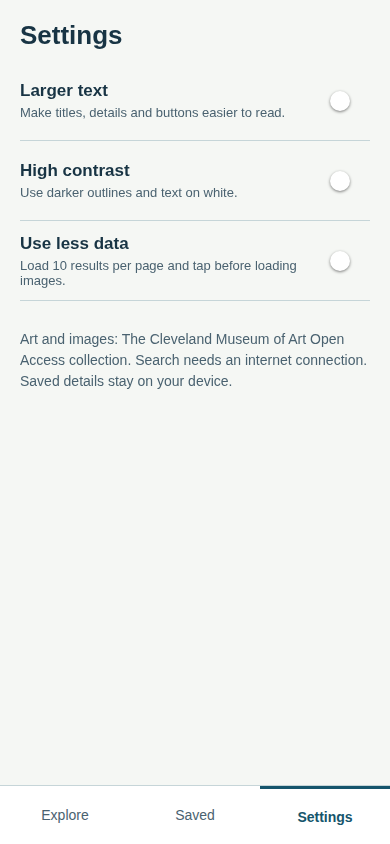 Settings
Larger text
Make titles, details and buttons easier to read.
High contrast
Use darker outlines and text on white.
Use less data
Load 10 results per page and tap before loading
images.
Art and images: The Cleveland Museum of Art Open
Access collection. Search needs an internet connection.
Saved details stay on your device.
Explore
Saved
Settings